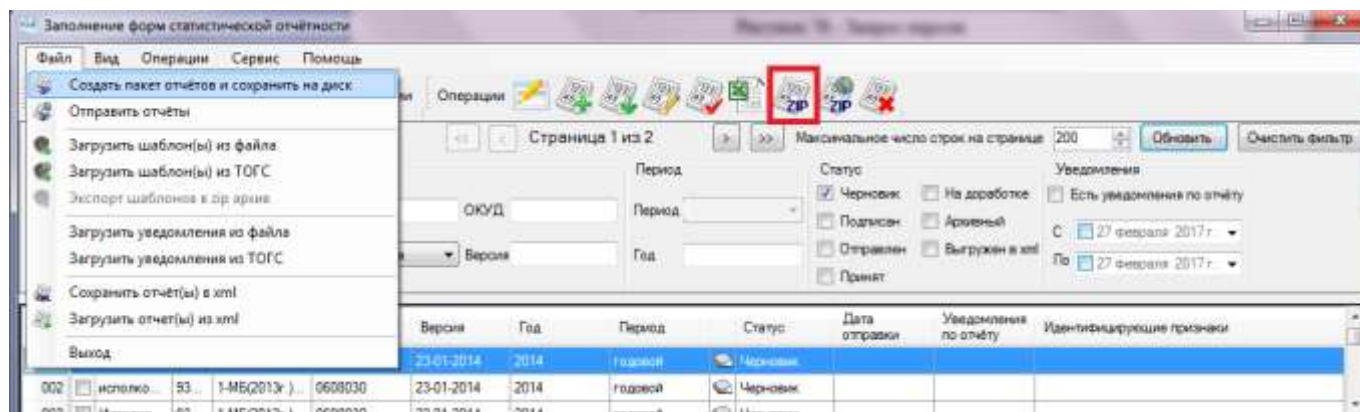 Заполнение форм статистической отчётности
Файл Вид Операции Сервис Помощь
Создать пакет отчётов и сохранить на диск
Отправить отчёты
Загрузить шаблон(ы) из файла
Загрузить шаблон(ы) из ТОГС
Экспорт шаблонов в zip архив
Загрузить уведомления из файла
Загрузить уведомления из ТОГС
Сохранить отчёт(ы) в xml
Загрузить отчет(ы) из xml
Выход
Операции ZIP ZIP
Страница 1 из 2 Максимальное число строк на странице 200 Обновить Очистить фильтр
Период Статус Уведомления
ОКУД Период Черновик На доработке Есть уведомления по отчёту
Подписан Архивный С 27 февраля 2017 г.
Версия Год Отправлен Выгружен в xml По 27 февраля 2017 г.
Принят
Версия Год Период Статус Дата отправки Уведомления по отчёту Идентифицирующие признаки
23-01-2014 2014 годовой Черновик
002 исполко... 93... 1-МБ(2013г )... 0608030 23-01-2014 2014 годовой Черновик